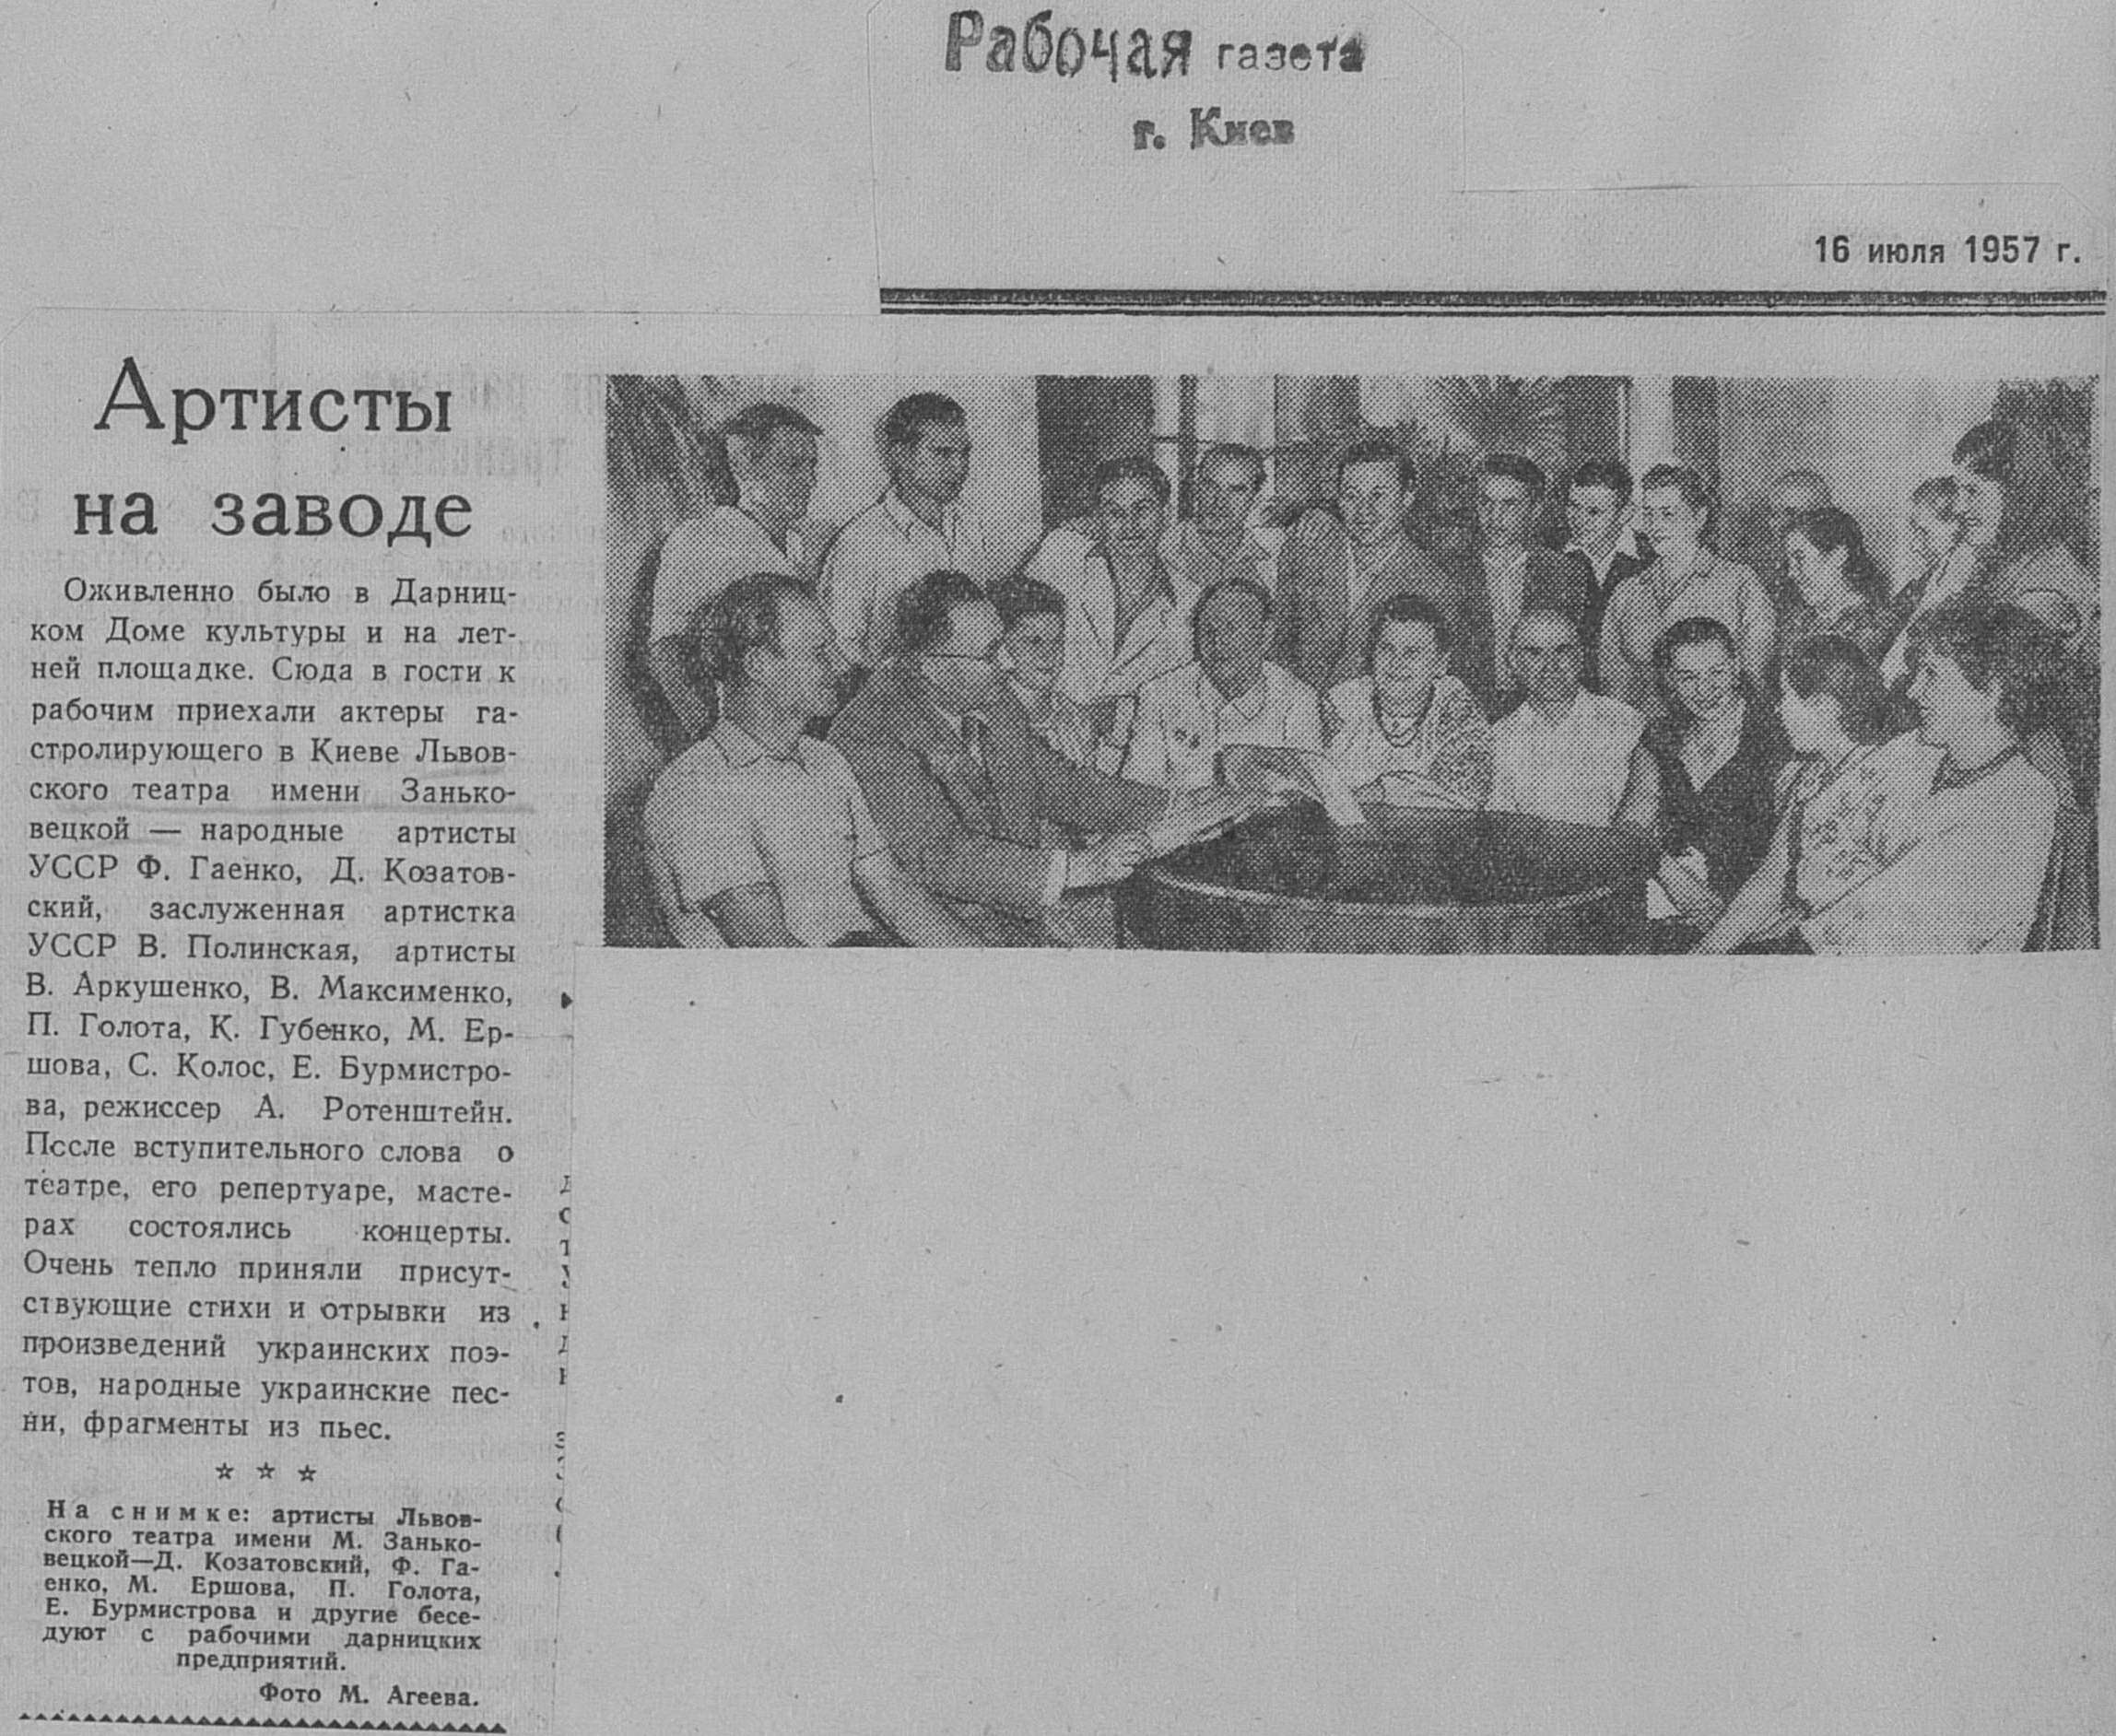 Рабочая газета
г. Киев
16 июля 1957 г.
Артисты
на заводе
Оживленно было в Дарниц-
ком Доме культуры и на лет-
ней площадке. Сюда в гости к
рабочим приехали актеры га-
стролирующего в Киеве Львов-
ского театра имени Занько-
вецкой — народные артисты
УССР Ф. Гаенко, Д. Козатов-
ский, заслуженная артистка
УССР В. Полинская, артисты
В. Аркушенко, В. Максименко,
П. Голота, К. Губенко, М. Ер-
шова, С. Колос, Е. Бурмистро-
ва, режиссер А. Ротенштейн.
После вступительного слова о
театре, его репертуаре, масте-
рах состоялись концерты.
Очень тепло приняли присут-
ствующие стихи и отрывки из
произведений украинских поэ-
тов, народные украинские пес-
ни, фрагменты из пьес.
☆ ☆ ☆
На снимке: артисты Львов-
ского театра имени М. Занько-
вецкой—Д. Козатовский, Ф. Га-
енко, М. Ершова, П. Голота,
Е. Бурмистрова и другие бесе-
дуют с рабочими дарницких
предприятий.
Фото М. Агеева.